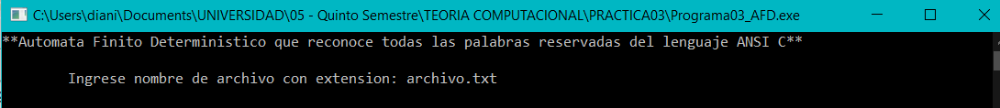 C:\Users\diani\Documents\UNIVERSIDAD\05 - Quinto Semestre\TEORIA COMPUTACIONAL\PRACTICA03\Programa03_AFD.exe
**Automata Finito Deterministico que reconoce todas las palabras reservadas del lenguaje ANSI C**
Ingrese nombre de archivo con extension: archivo.txt